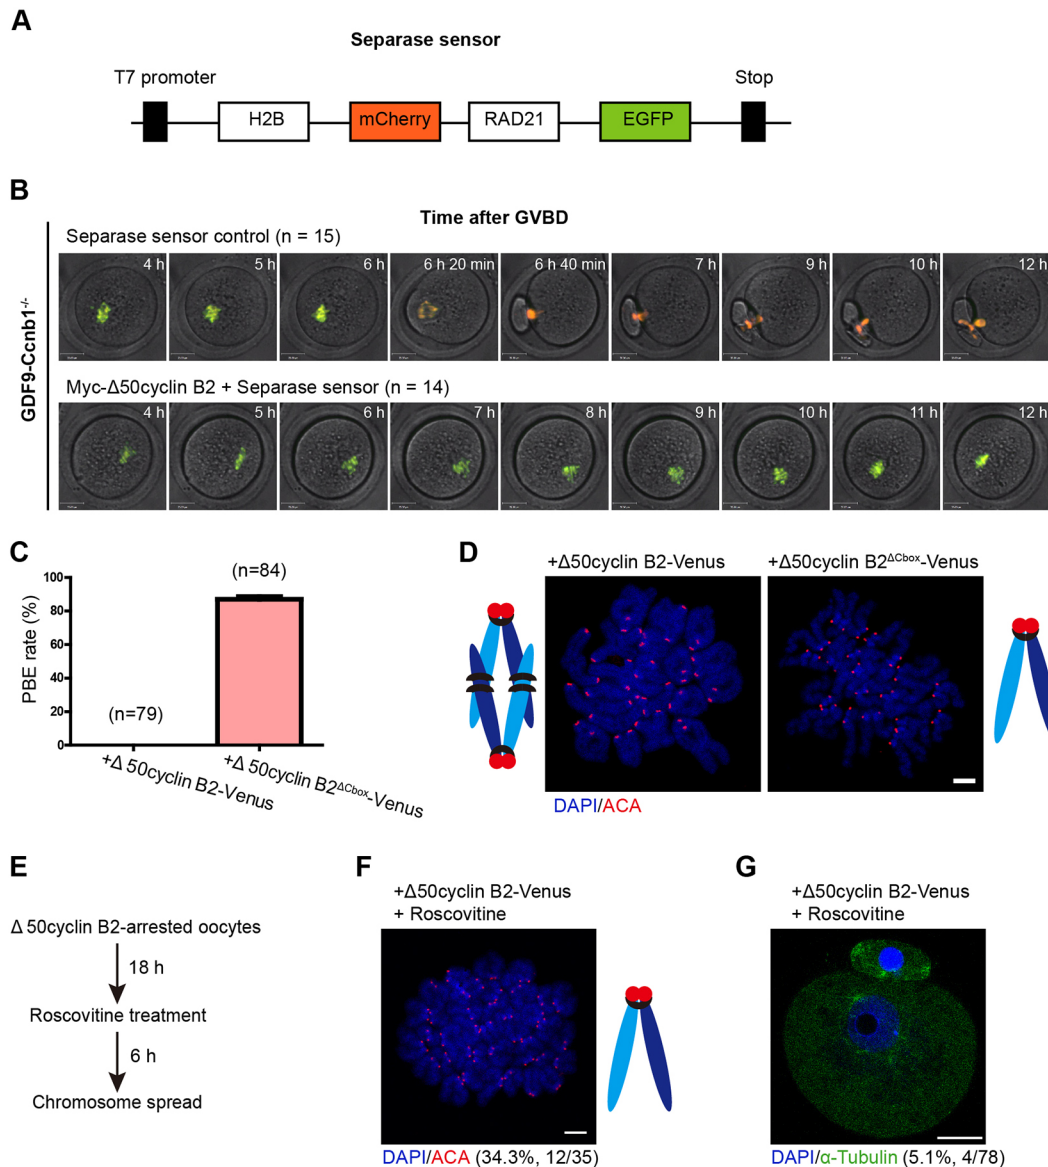 A
Separase sensor
T7 promoter
Stop
H2B
mCherry
RAD21
EGFP
B
Time after GVBD
GDF9-Ccnb1-/-
Separase sensor control (n = 15)
4 h
5 h
6 h
6 h 20 min
6 h 40 min
7 h
9 h
10 h
12 h
Myc-Δ50cyclin B2 + Separase sensor (n = 14)
4 h
5 h
6 h
7 h
8 h
9 h
10 h
11 h
12 h
C
PBE rate (%)
100
80
60
40
20
0
(n=79)
(n=84)
+Δ 50cyclin B2-Venus
+Δ 50cyclin B2ΔCbox-Venus
D
+Δ50cyclin B2-Venus
+Δ50cyclin B2ΔCbox-Venus
DAPI/ACA
E
Δ 50cyclin B2-arrested oocytes
18 h
Roscovitine treatment
6 h
Chromosome spread
F
+Δ50cyclin B2-Venus
+ Roscovitine
DAPI/ACA (34.3%, 12/35)
G
+Δ50cyclin B2-Venus
+ Roscovitine
DAPI/α-Tubulin (5.1%, 4/78)